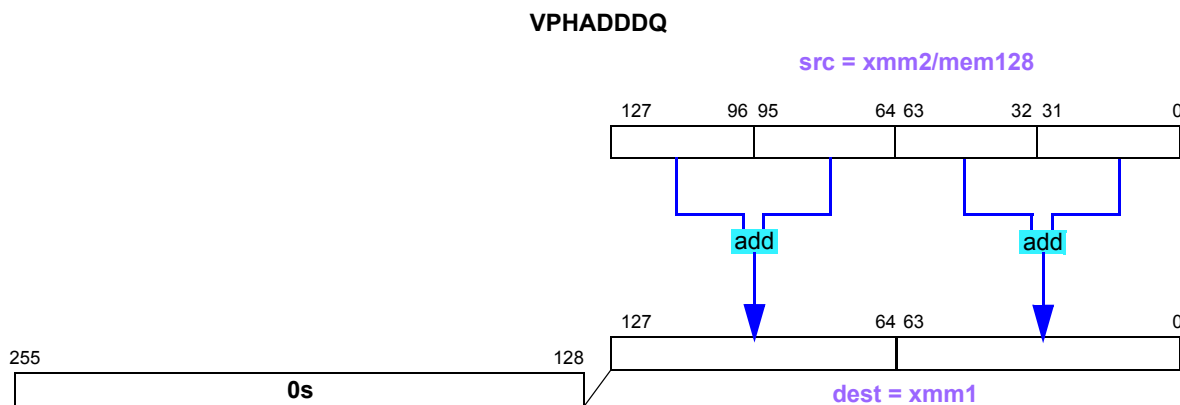 VPHADDDQ
src = xmm2/mem128
127 96 95 64 63 32 31 0
add add
127 64 63 0
255 128
0s
dest = xmm1